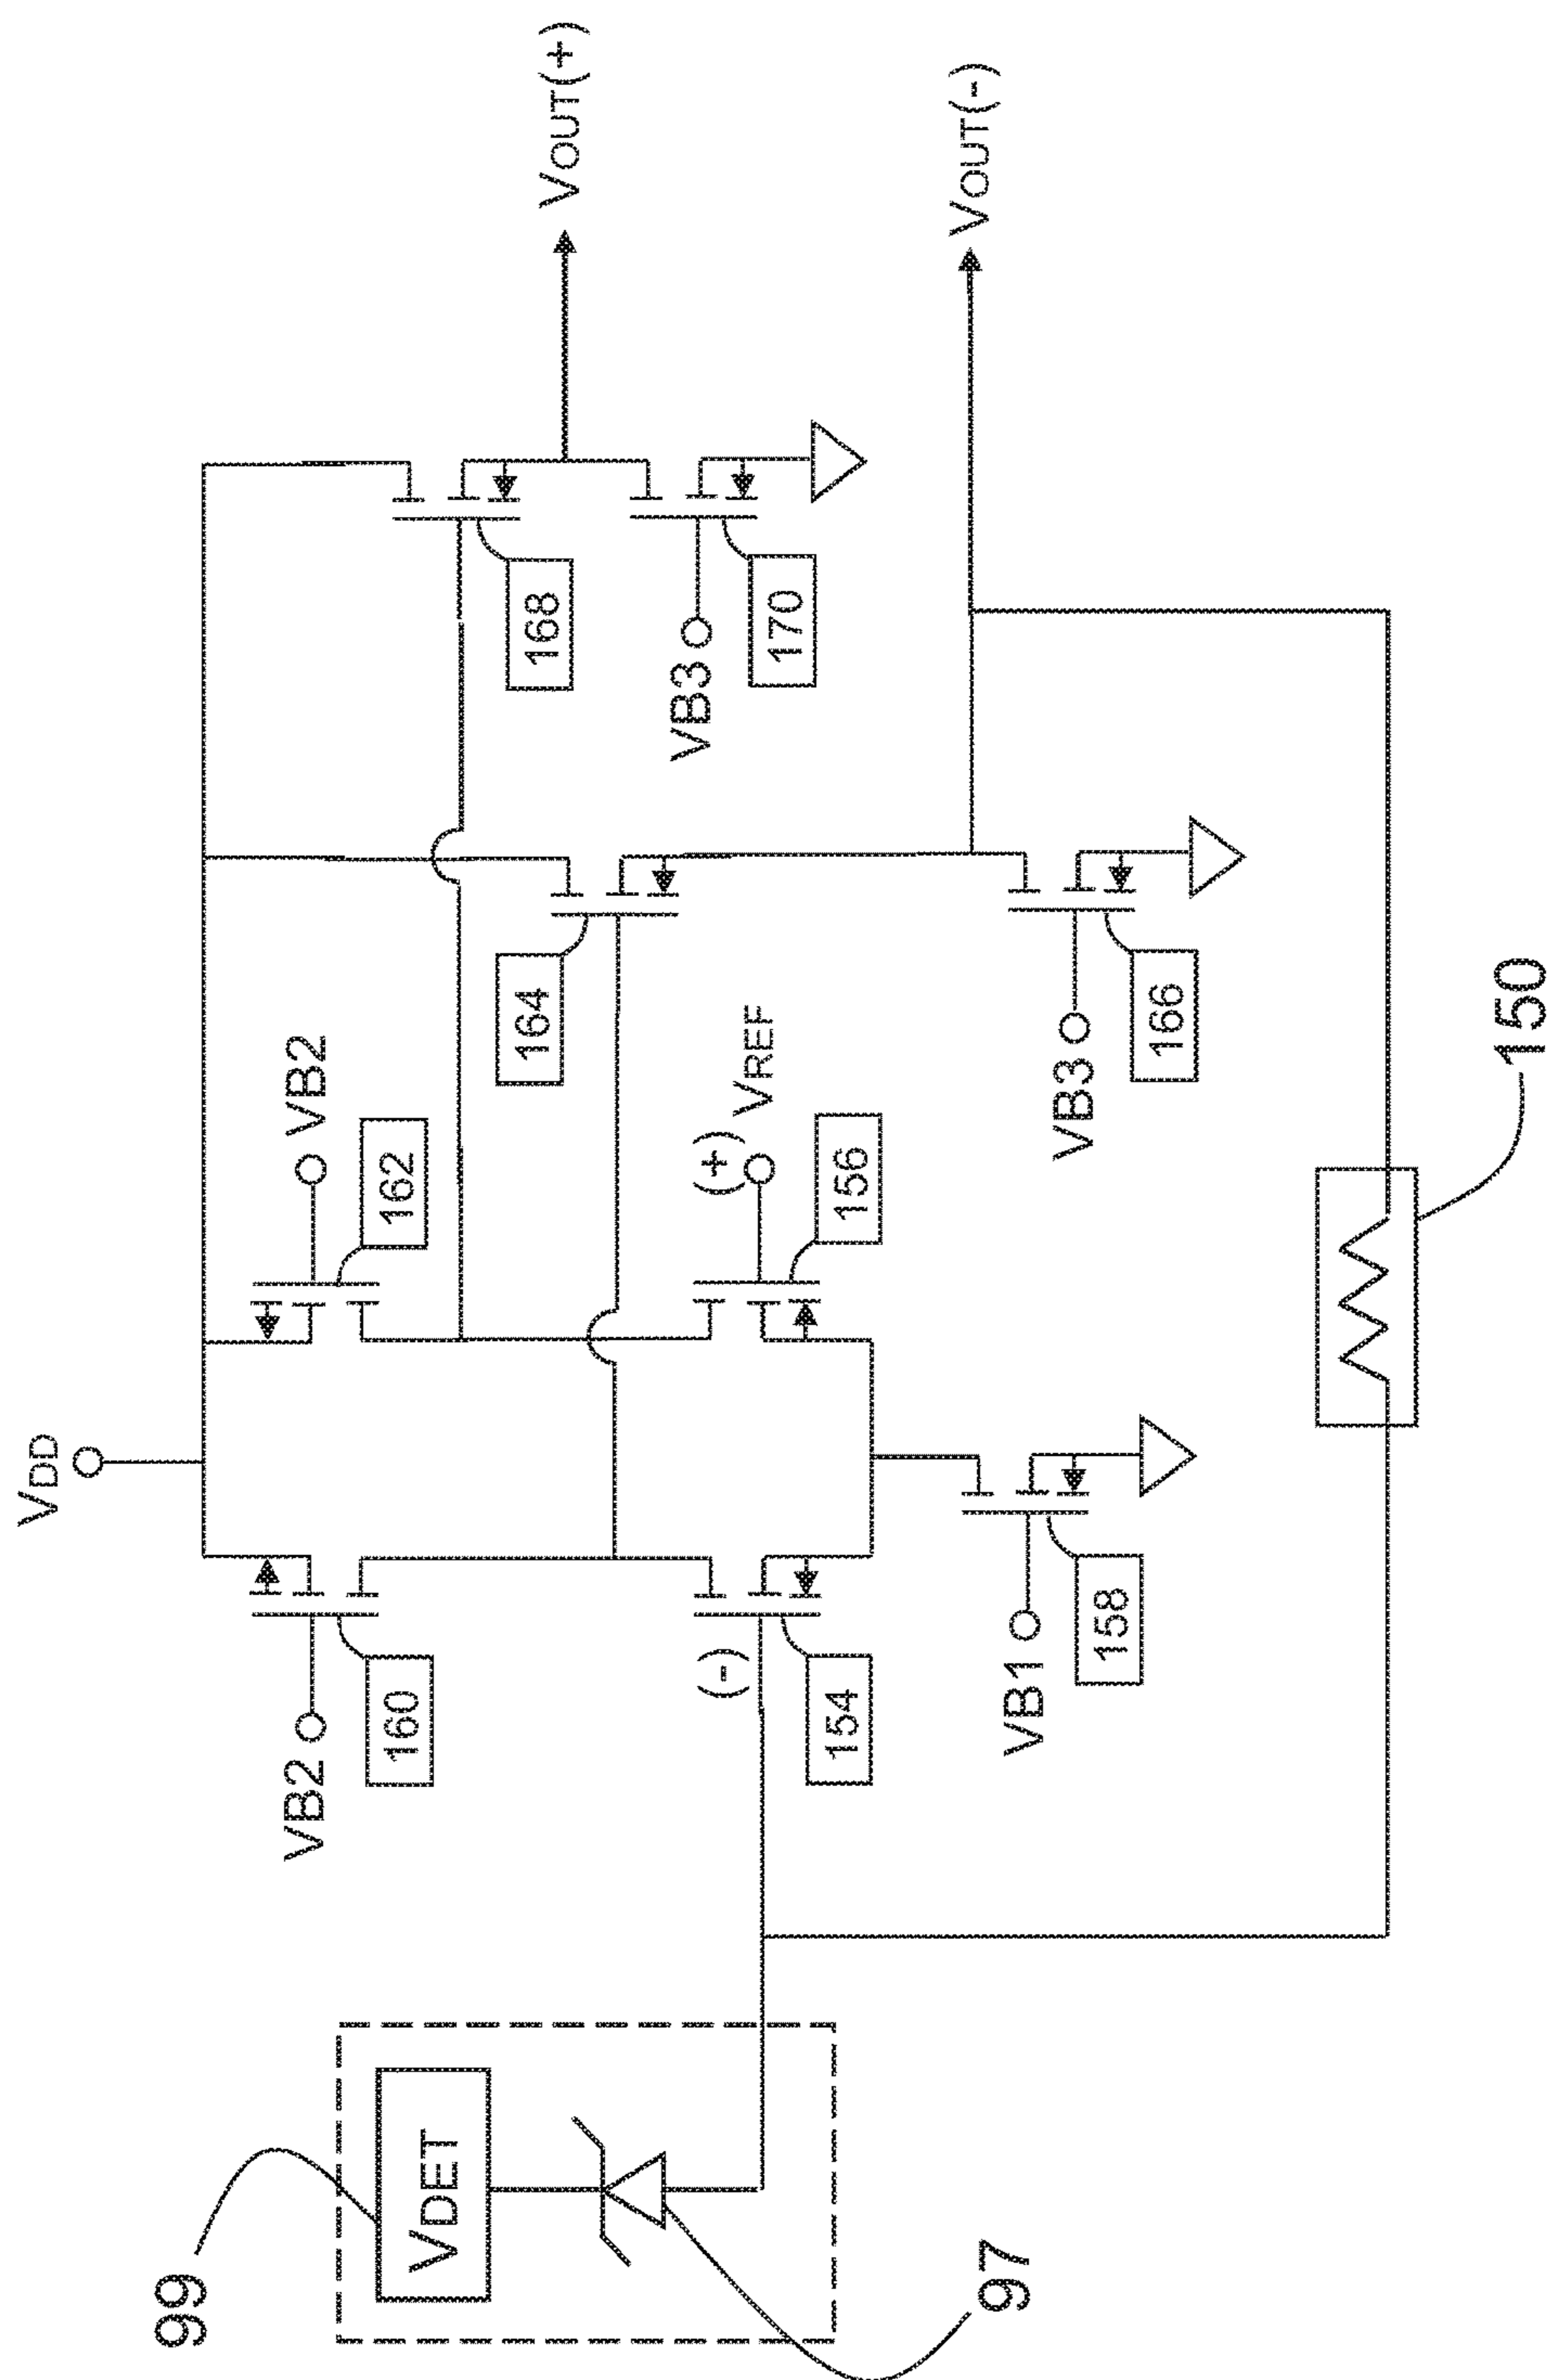 VDD
VB2
160
VB2
162
168
VOUT(+)
164
VB3
170
99
VDET
(-)
154
(+)
VREF
156
VOUT(-)
97
VB1
158
VB3
166
150